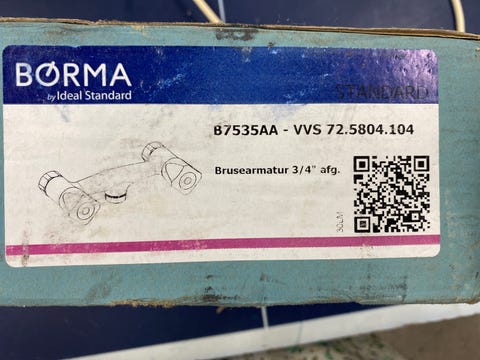 BØRMA
by Ideal Standard
STANDARD
B7535AA - VVS 72.5804.104
Brusearmatur 3/4" afg.